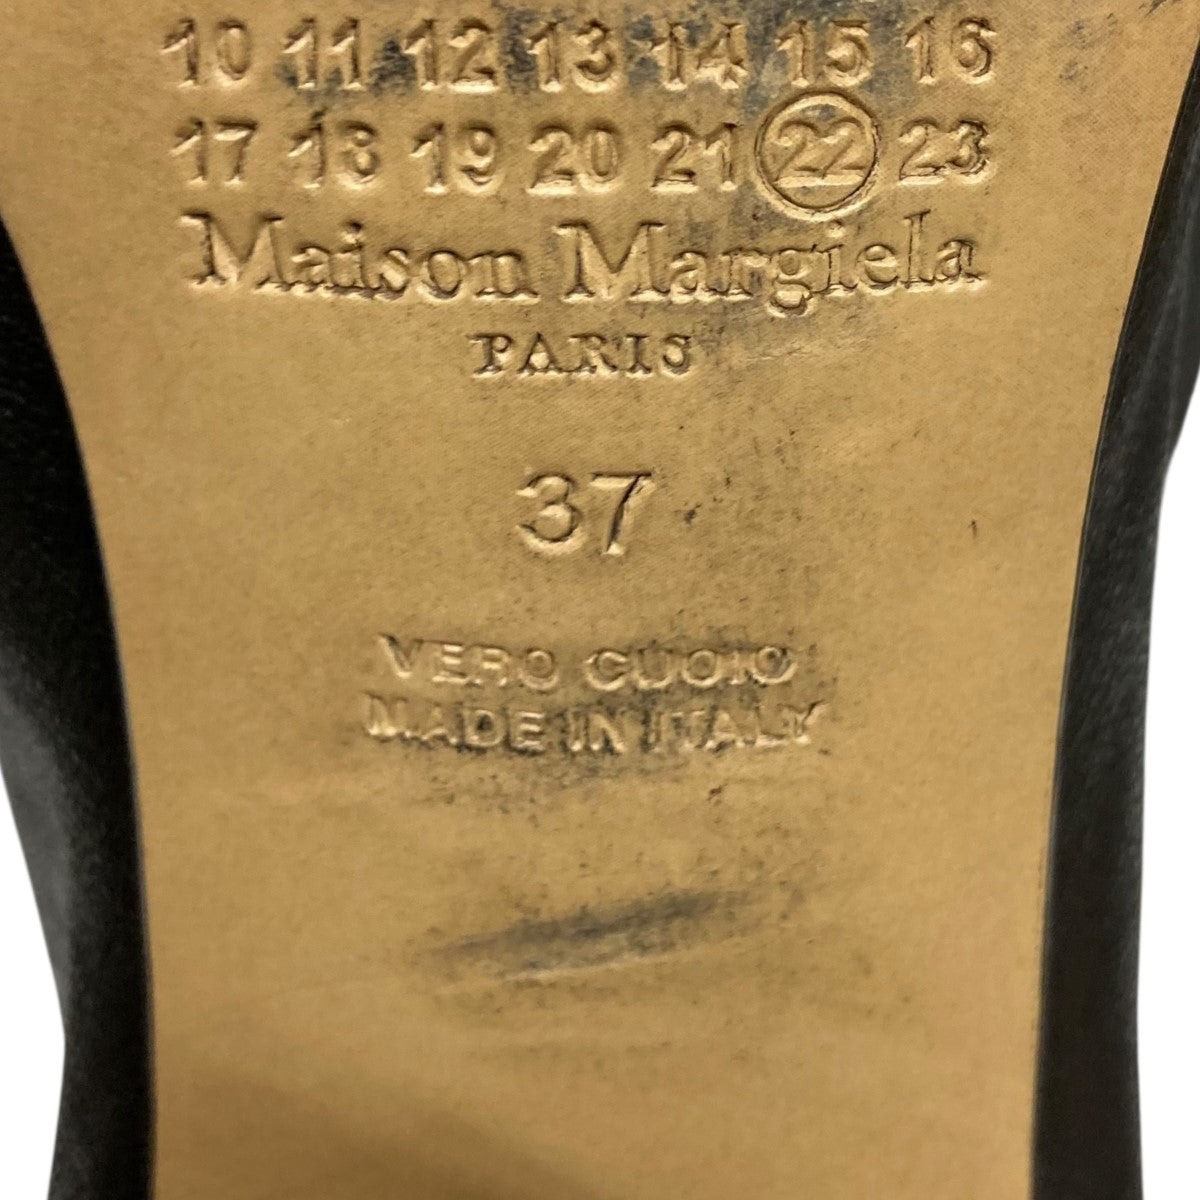 10 11 12 13 14 15 16
17 18 19 20 21 22 23
Maison Margiela
PARIS
37
VERO CUOIO
MADE IN ITALY